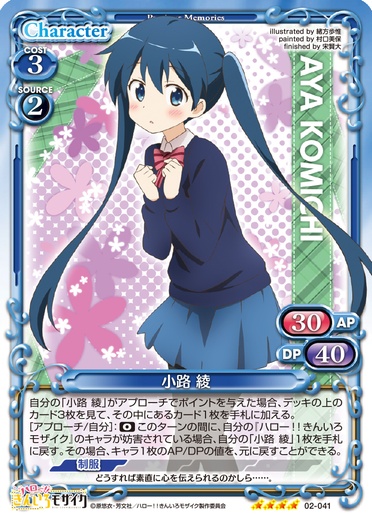 Precious Memories
Character
illustrated by 緒方歩惟
painted by 村口美保
finished by 宋賢大
COST
3
SOURCE
2
AYA KOMICHI
30 AP
DP 40
小路 綾
自分の「小路 綾」がアプローチでポイントを与えた場合、デッキの上の
カード3枚を見て、その中にあるカード1枚を手札に加える。
[アプローチ/自分]:0このターンの間に、自分の「ハロー!!きんいろ
モザイク」のキャラが妨害されている場合、自分の「小路 綾」1枚を手札
に戻す。その場合、キャラ1枚のAP/DPの値を、元に戻すことができる。
制服
どうすれば素直に心を伝えられるのかしら……。
ハロー!!
きんいろモザイク
©原悠衣・芳文社/ハロー!!きんいろモザイク製作委員会
02-041